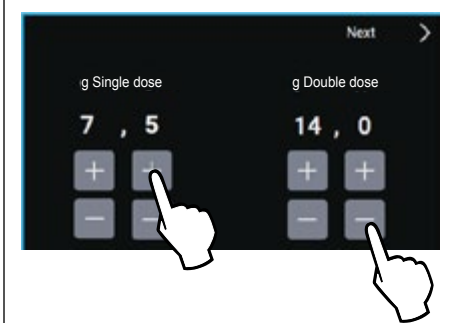 Next
g Single dose
g Double dose
7 , 5
14 , 0
+ + + +
− − − −